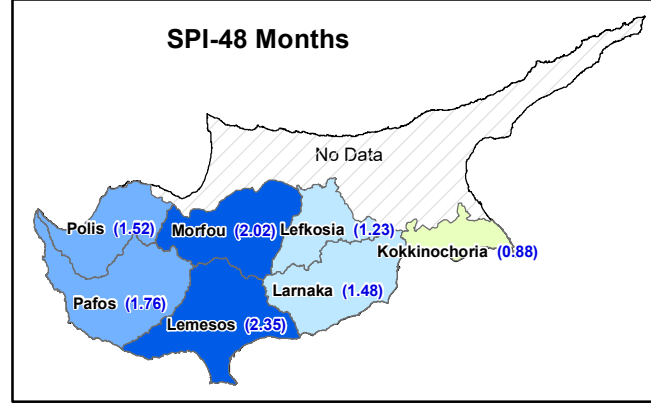 SPI-48 Months
No Data
Polis (1.52)
Morfou (2.02)
Lefkosia (1.23)
Kokkinochoria (0.88)
Pafos (1.76)
Larnaka (1.48)
Lemesos (2.35)